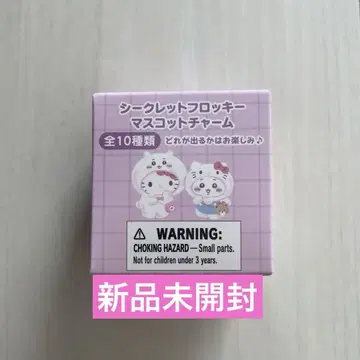 シークレットフロッキー
マスコットチャーム
全10種類 どれが出るかはお楽しみ♪
WARNING:
CHOKING HAZARD — Small parts.
Not for children under 3 years.
新品未開封